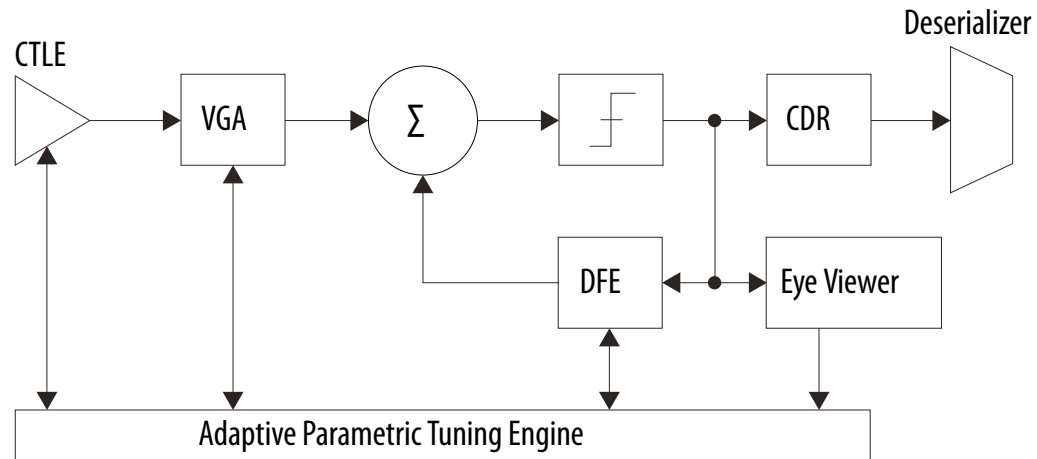 Deserializer
CTLE
VGA
Σ
CDR
DFE
Eye Viewer
Adaptive Parametric Tuning Engine